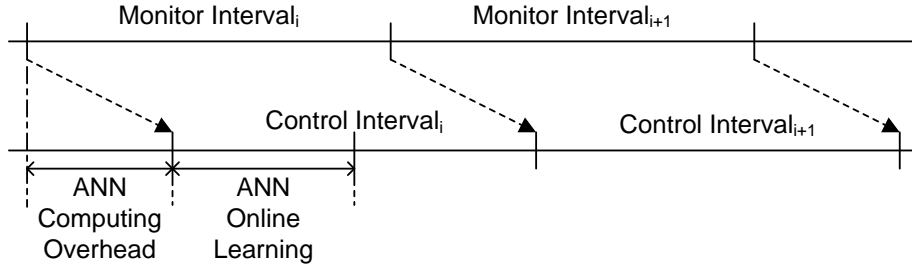 Monitor Intervalᵢ
Monitor Intervalᵢ₊₁
Control Intervalᵢ
Control Intervalᵢ₊₁
ANN
Computing
Overhead
ANN
Online
Learning